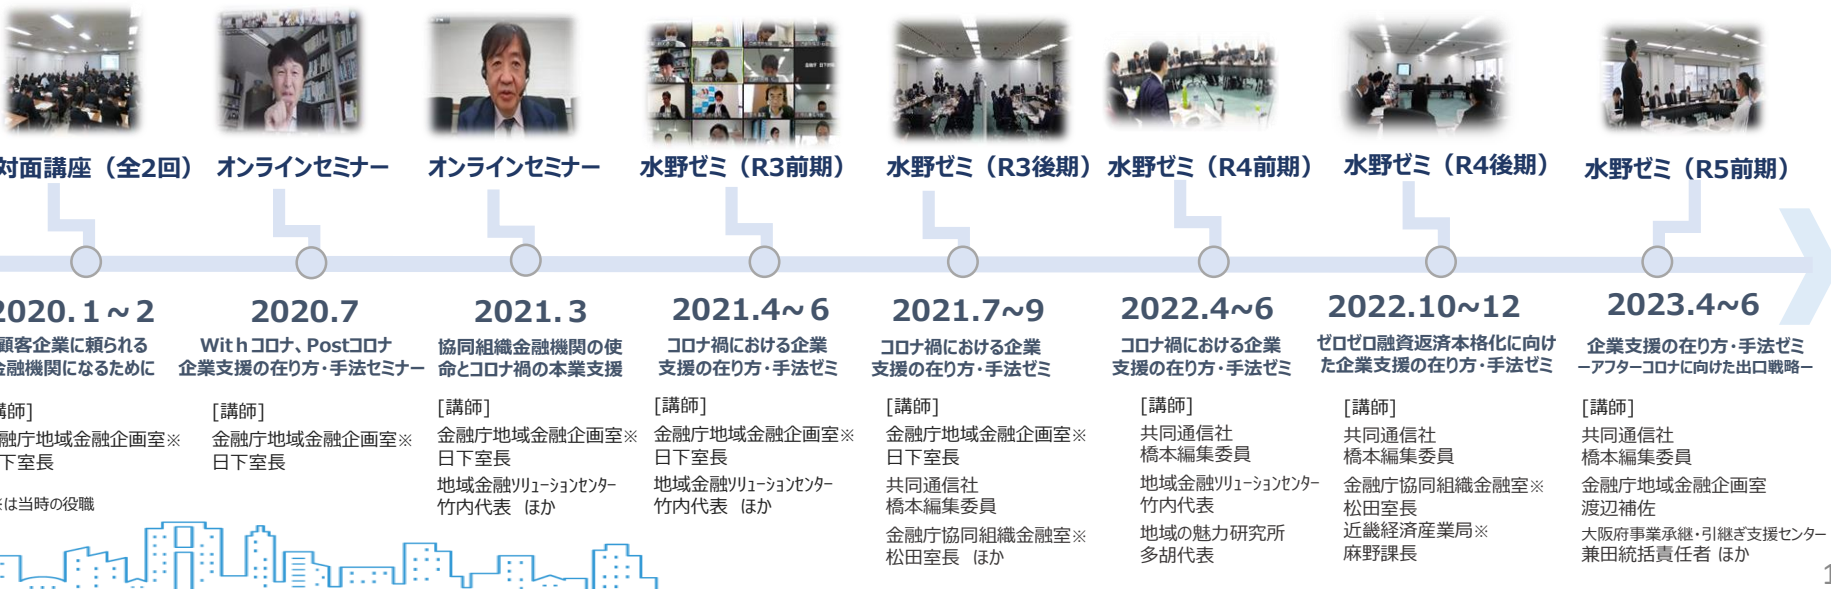 対面講座（全2回）
オンラインセミナー
オンラインセミナー
水野ゼミ（R3前期）
水野ゼミ（R3後期）
水野ゼミ（R4前期）
水野ゼミ（R4後期）
水野ゼミ（R5前期）
2020.1～2
顧客企業に頼られる
金融機関になるために
講師]
融庁地域金融企画室※
下室長
※は当時の役職
2020.7
Withコロナ、Postコロナ
企業支援の在り方・手法セミナー
[講師]
金融庁地域金融企画室※
日下室長
2021.3
協同組織金融機関の使
命とコロナ禍の本業支援
[講師]
金融庁地域金融企画室※
日下室長
地域金融ｿﾘｭｰｼｮﾝｾﾝﾀｰ
竹内代表 ほか
2021.4~6
コロナ禍における企業
支援の在り方・手法ゼミ
[講師]
金融庁地域金融企画室※
日下室長
地域金融ｿﾘｭｰｼｮﾝｾﾝﾀｰ
竹内代表 ほか
2021.7~9
コロナ禍における企業
支援の在り方・手法ゼミ
[講師]
金融庁地域金融企画室※
日下室長
共同通信社
橋本編集委員
金融庁協同組織金融室※
松田室長 ほか
2022.4~6
コロナ禍における企業
支援の在り方・手法ゼミ
[講師]
共同通信社
橋本編集委員
地域金融ｿﾘｭｰｼｮﾝｾﾝﾀｰ
竹内代表
地域の魅力研究所
多胡代表
2022.10~12
ゼロゼロ融資返済本格化に向け
た企業支援の在り方・手法ゼミ
[講師]
共同通信社
橋本編集委員
金融庁協同組織金融室※
松田室長
近畿経済産業局※
麻野課長
2023.4~6
企業支援の在り方・手法ゼミ
ーアフターコロナに向けた出口戦略ー
[講師]
共同通信社
橋本編集委員
金融庁地域金融企画室
渡辺補佐
大阪府事業承継・引継ぎ支援センター
兼田統括責任者 ほか
1